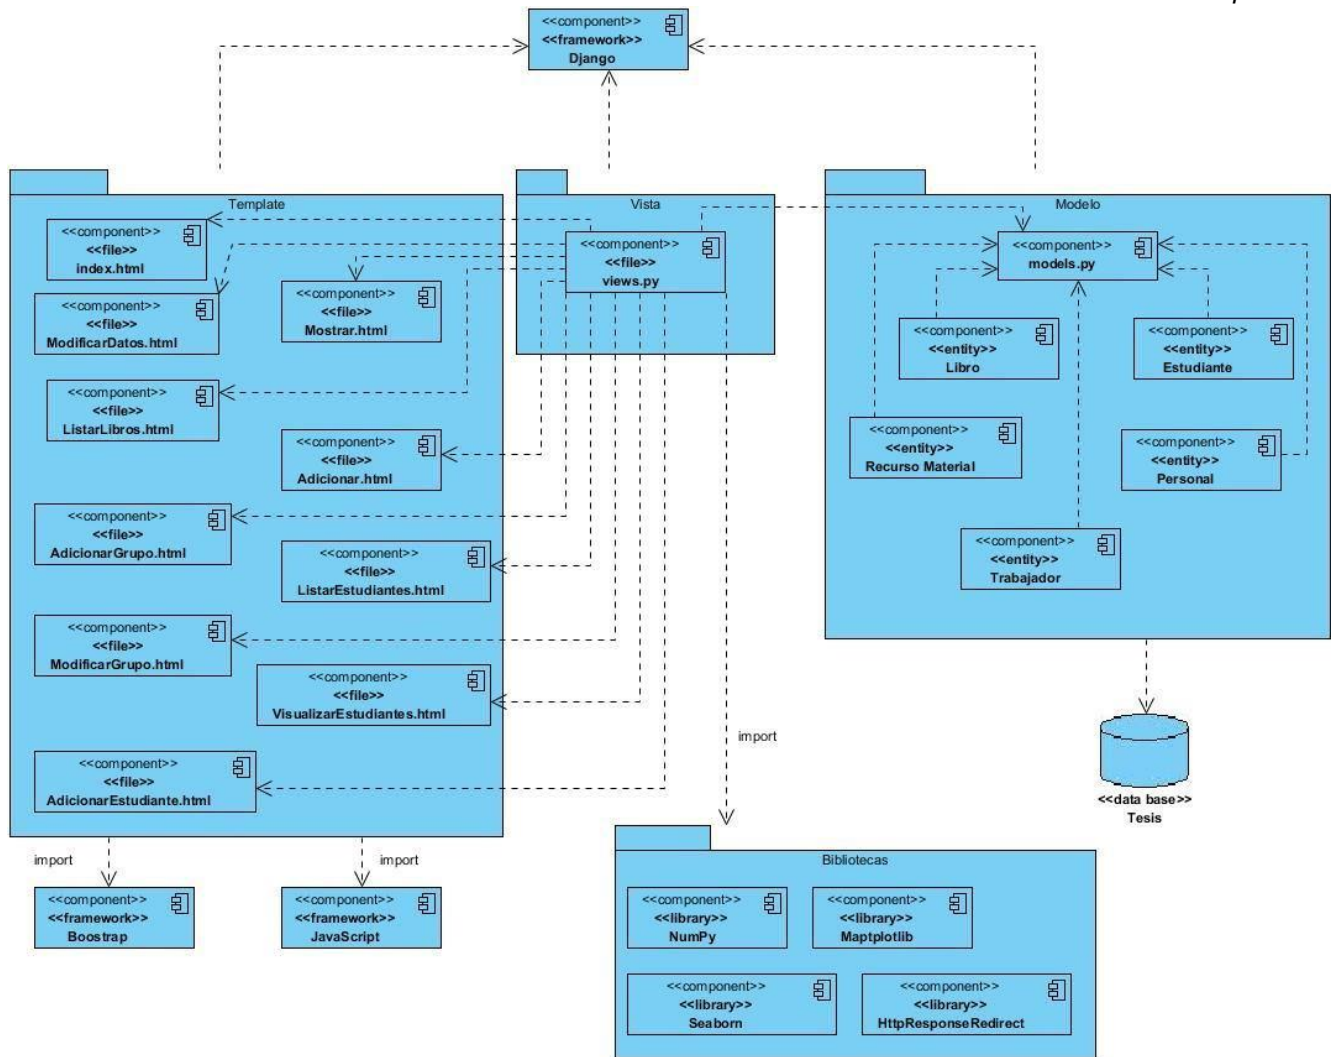 <<component>>
<<framework>>
Django
Template
<<component>>
<<file>>
index.html
<<component>>
<<file>>
ModificarDatos.html
<<component>>
<<file>>
Mostrar.html
<<component>>
<<file>>
ListarLibros.html
<<component>>
<<file>>
Adicionar.html
<<component>>
<<file>>
AdicionarGrupo.html
<<component>>
<<file>>
ListarEstudiantes.html
<<component>>
<<file>>
ModificarGrupo.html
<<component>>
<<file>>
VisualizarEstudiantes.html
<<component>>
<<file>>
AdicionarEstudiante.html
Vista
<<component>>
<<file>>
views.py
Modelo
<<component>>
models.py
<<component>>
<<entity>>
Libro
<<component>>
<<entity>>
Estudiante
<<component>>
<<entity>>
Recurso Material
<<component>>
<<entity>>
Personal
<<component>>
<<entity>>
Trabajador
import
<<data base>>
Tesis
import
import
<<component>>
<<framework>>
Boostrap
<<component>>
<<framework>>
JavaScript
Bibliotecas
<<component>>
<<library>>
NumPy
<<component>>
<<library>>
Maptplotlib
<<component>>
<<library>>
Seaborn
<<component>>
<<library>>
HttpResponseRedirect